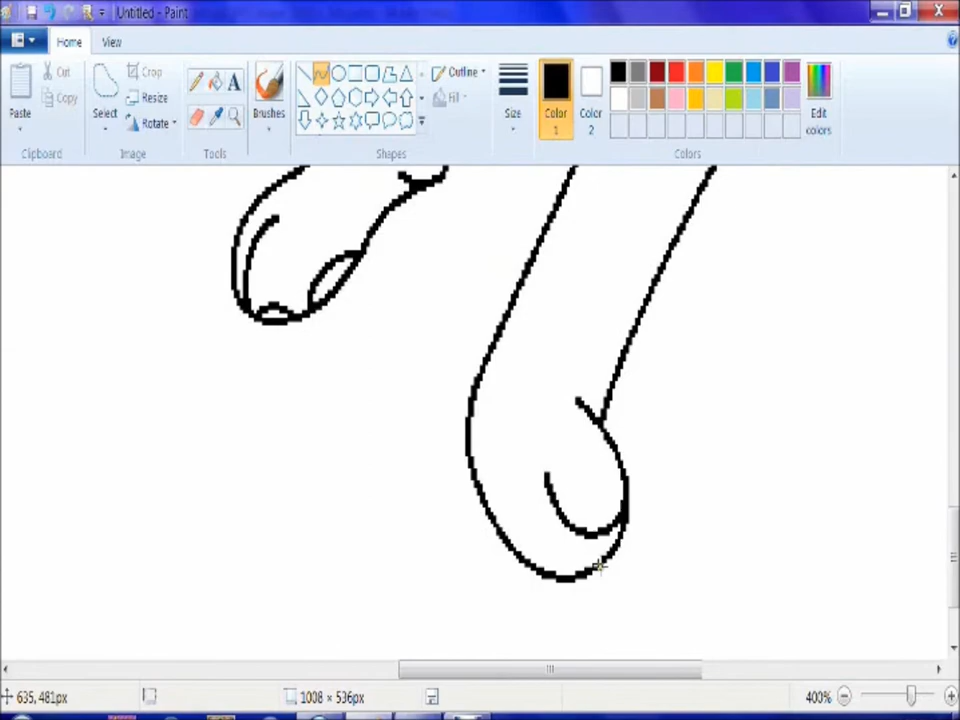 Untitled - Paint
Home View
Paste
Cut
Copy
Clipboard
Select
Crop
Resize
Rotate
Image
A
Tools
Brushes
Outline
Fill
Shapes
Size
Color 1
Color 2
Edit colors
Colors
635, 481px
1008 × 536px
400%